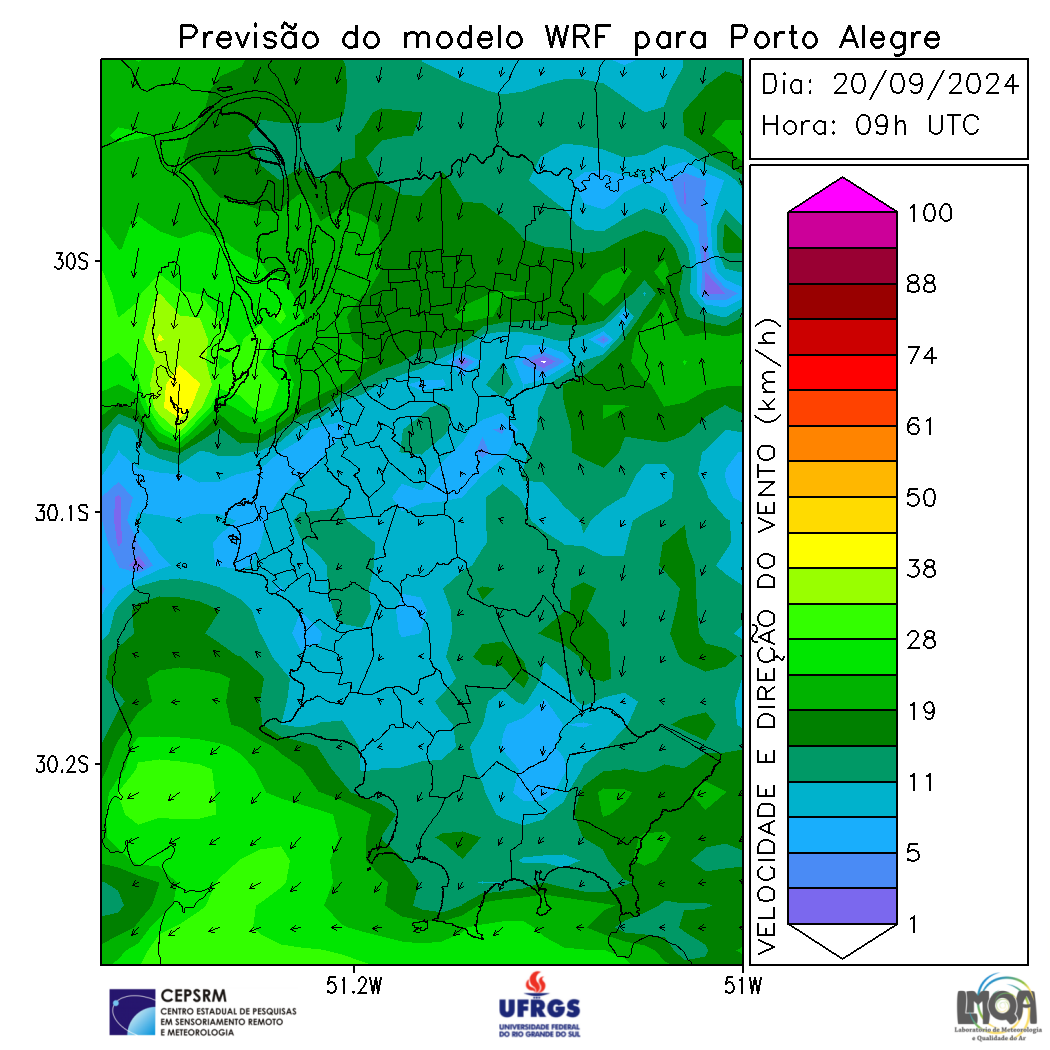 Previsão do modelo WRF para Porto Alegre
Dia: 20/09/2024
Hora: 09h UTC
30S
30.1S
30.2S
51.2W
51W
VELOCIDADE E DIREÇÃO DO VENTO (km/h)
100
88
74
61
50
38
28
19
11
5
1
CEPSRM
CENTRO ESTADUAL DE PESQUISAS
EM SENSORIAMENTO REMOTO
E METEOROLOGIA
UFRGS
UNIVERSIDADE FEDERAL
DO RIO GRANDE DO SUL
LMQA
Laboratório de Meteorologia
e Qualidade do Ar